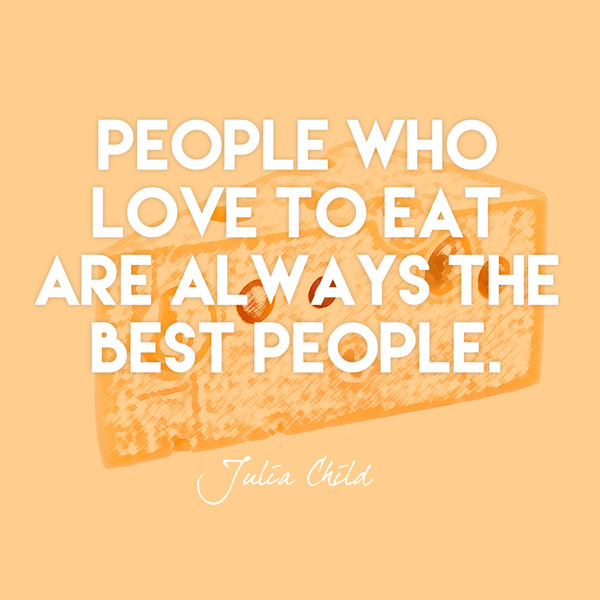 PEOPLE WHO
LOVE TO EAT
ARE ALWAYS THE
BEST PEOPLE.
Julia Child